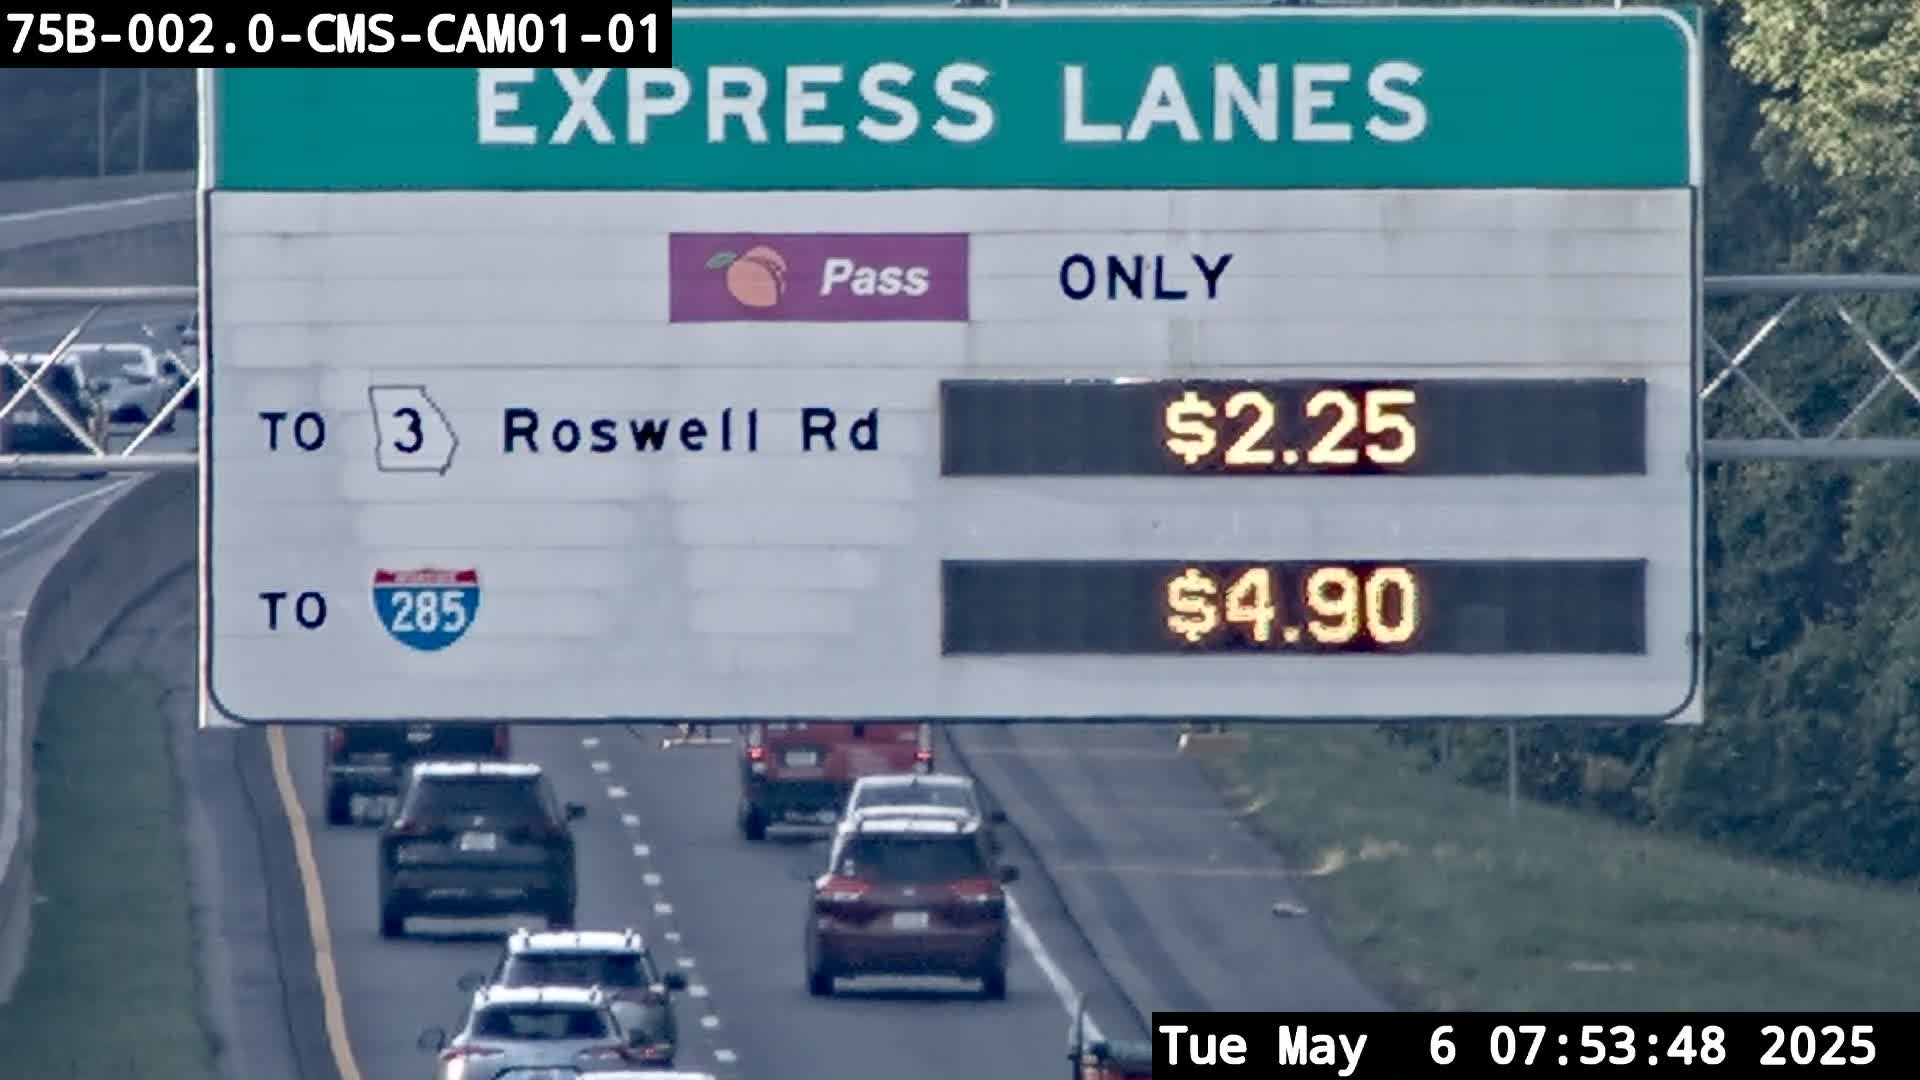 75B-002.0-CMS-CAM01-01
EXPRESS LANES
Pass ONLY
TO 3 Roswell Rd $2.25
TO 285 $4.90
Tue May 6 07:53:48 2025